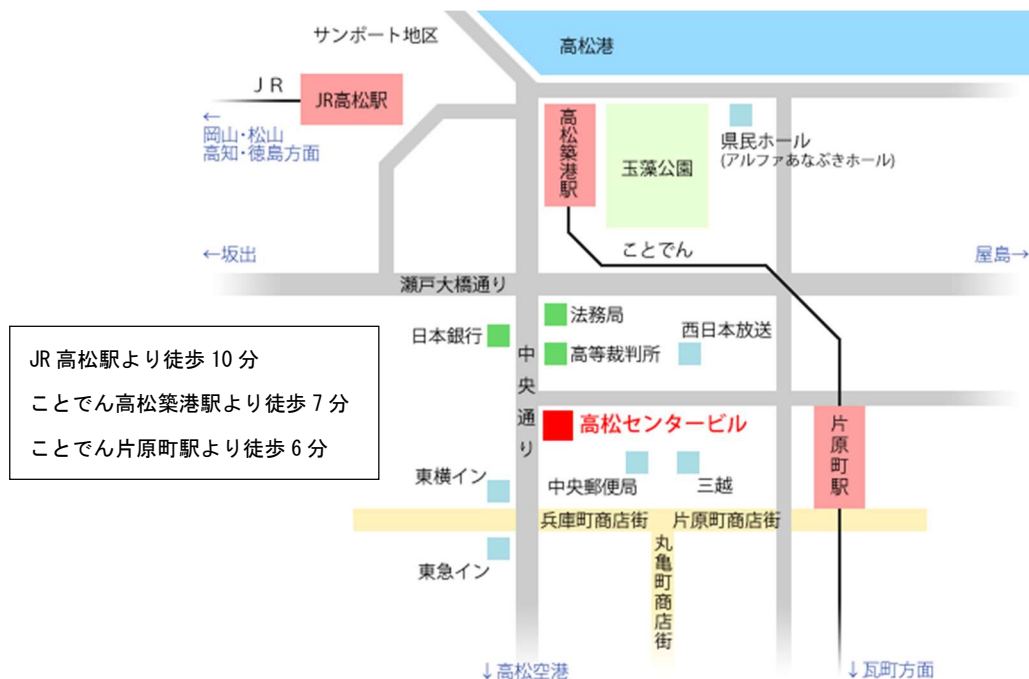 サンポート地区
高松港
JR
JR高松駅
←
岡山・松山
高知・徳島方面
高松築港駅
玉藻公園
県民ホール
(アルファあなぶきホール)
←坂出
ことでん
屋島→
瀬戸大橋通り
法務局
日本銀行
西日本放送
高等裁判所
中央通り
JR高松駅より徒歩10分
ことでん高松築港駅より徒歩7分
ことでん片原町駅より徒歩6分
高松センタービル
片原町駅
東横イン
中央郵便局
三越
兵庫町商店街
片原町商店街
丸亀町商店街
東急イン
↓高松空港
↓瓦町方面